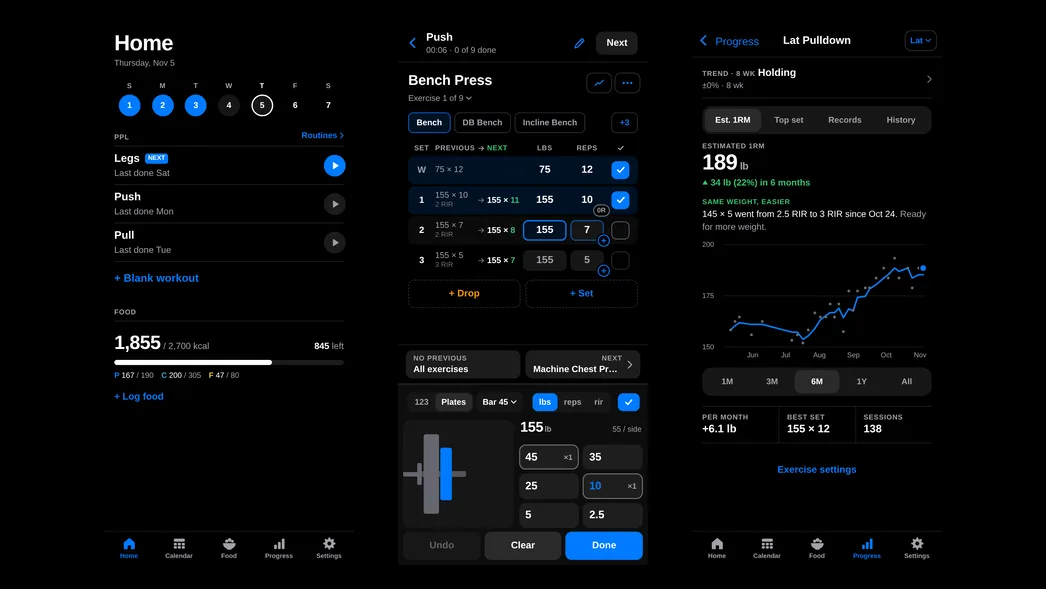 Home
Thursday, Nov 5
S M T W T F S
1 2 3 4 5 6 7
PPL
Routines
Legs NEXT
Last done Sat
Push
Last done Mon
Pull
Last done Tue
+ Blank workout
FOOD
1,855 / 2,700 kcal
845 left
P 167 / 190 C 200 / 305 F 47 / 80
+ Log food
Home Calendar Food Progress Settings
Push
00:06 · 0 of 9 done
Next
Bench Press
Exercise 1 of 9
Bench DB Bench Incline Bench +3
SET PREVIOUS → NEXT LBS REPS ✓
W 75 × 12 75 12
1 155 × 10 2 RIR → 155 × 11 155 10
0R
2 155 × 7 2 RIR → 155 × 8 155 7
3 155 × 5 3 RIR → 155 × 7 155 5
+ Drop + Set
NO PREVIOUS
All exercises
NEXT
Machine Chest Pr...
123 Plates Bar 45 lbs reps rir
155 lb 55 / side
45 ×1 35
25 10 ×1
5 2.5
Undo Clear Done
Progress
Lat Pulldown
Lat
TREND · 8 WK Holding
±0% · 8 wk
Est. 1RM Top set Records History
ESTIMATED 1RM
189 lb
▲ 34 lb (22%) in 6 months
SAME WEIGHT, EASIER
145 × 5 went from 2.5 RIR to 3 RIR since Oct 24. Ready
for more weight.
200
175
150
Jun Jul Aug Sep Oct Nov
1M 3M 6M 1Y All
PER MONTH
+6.1 lb
BEST SET
155 × 12
SESSIONS
138
Exercise settings
Home Calendar Food Progress Settings